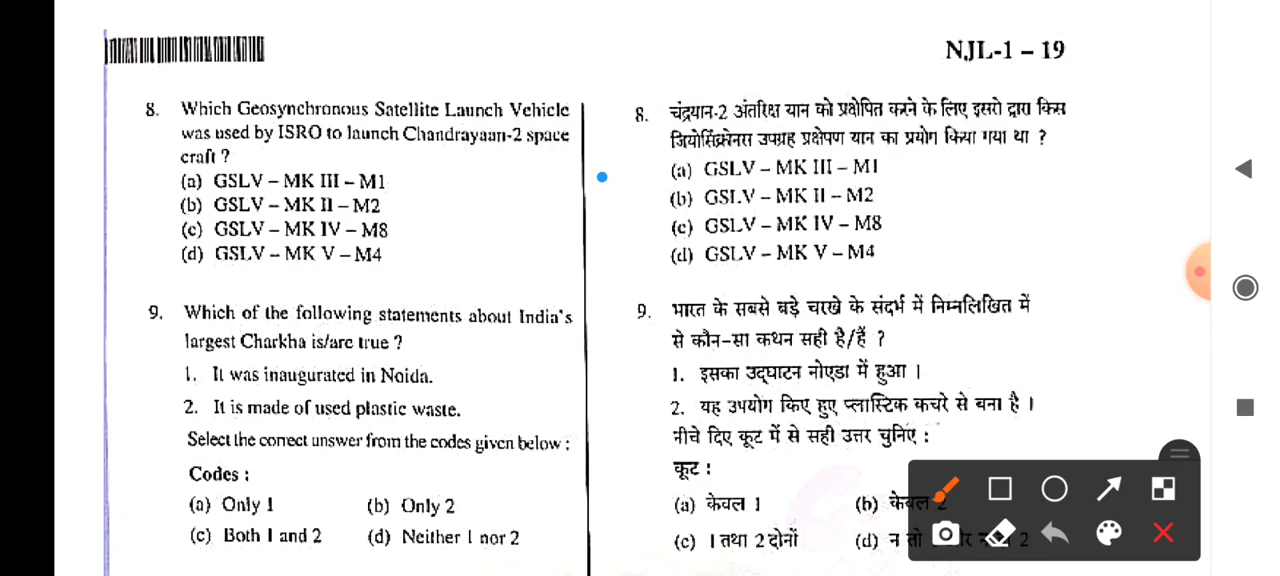 NJL-1 – 19
8. Which Geosynchronous Satellite Launch Vehicle
was used by ISRO to launch Chandrayaan-2 space
craft ?
(a) GSLV – MK III – M1
(b) GSLV – MK II – M2
(c) GSLV – MK IV – M8
(d) GSLV – MK V – M4
9. Which of the following statements about India's
largest Charkha is/are true ?
1. It was inaugurated in Noida.
2. It is made of used plastic waste.
Select the correct answer from the codes given below :
Codes :
(a) Only 1 (b) Only 2
(c) Both 1 and 2 (d) Neither 1 nor 2
8. चंद्रयान-2 अंतरिक्ष यान को प्रक्षेपित करने के लिए इसरो द्वारा किस
जियोसिंक्रोनस उपग्रह प्रक्षेपण यान का प्रयोग किया गया था ?
(a) GSLV – MK III – M1
(b) GSLV – MK II – M2
(c) GSLV – MK IV – M8
(d) GSLV – MK V – M4
9. भारत के सबसे बड़े चरखे के संदर्भ में निम्नलिखित में
से कौन-सा कथन सही है/हैं ?
1. इसका उद्घाटन नोएडा में हुआ ।
2. यह उपयोग किए हुए प्लास्टिक कचरे से बना है ।
नीचे दिए कूट में से सही उत्तर चुनिए :
कूट :
(a) केवल 1 (b) केवल 2
(c) 1 तथा 2 दोनों (d) न तो 2